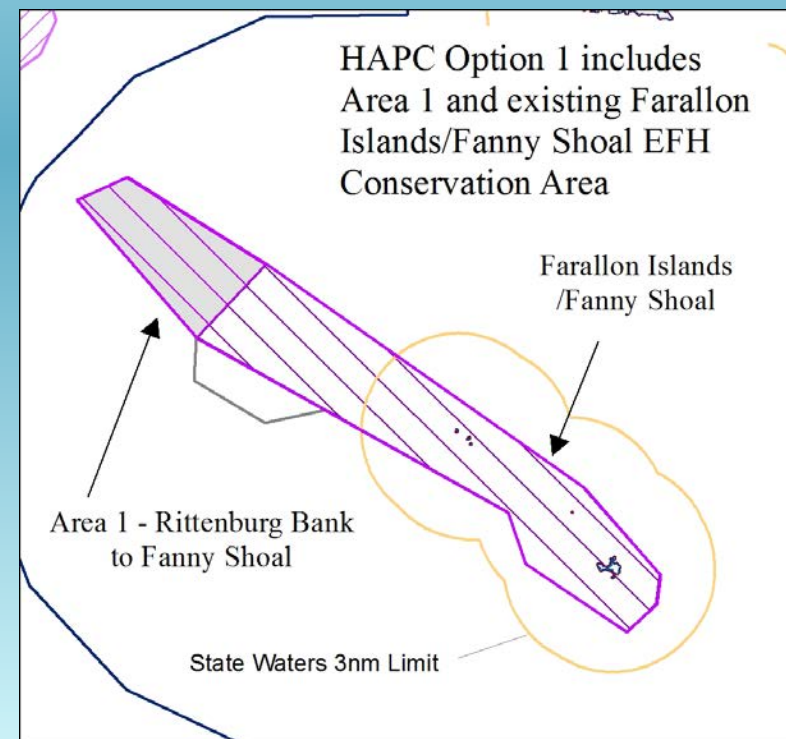 HAPC Option 1 includes
Area 1 and existing Farallon
Islands/Fanny Shoal EFH
Conservation Area
Farallon Islands
/Fanny Shoal
Area 1 - Rittenburg Bank
to Fanny Shoal
State Waters 3nm Limit